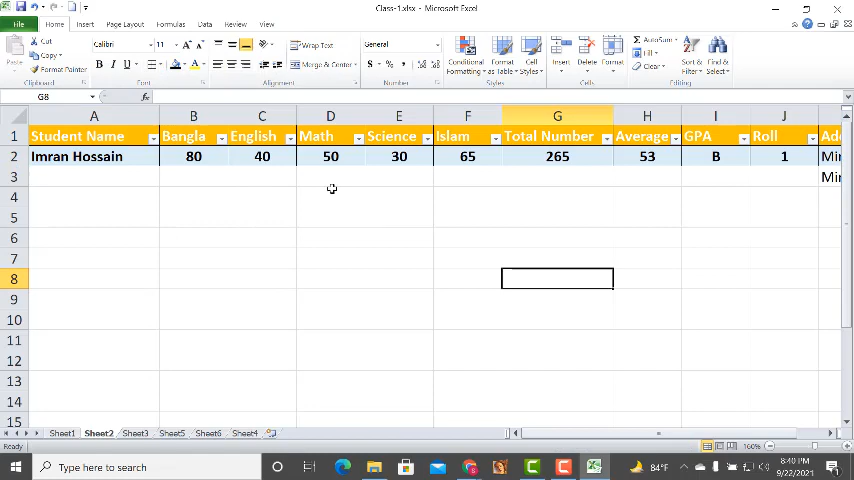 Class-1.xlsx - Microsoft Excel
File Home Insert Page Layout Formulas Data Review View
Paste
Cut
Copy
Format Painter
Clipboard
Calibri 11 A A
B I U A
Font
Wrap Text
Merge & Center
Alignment
General
$ % ,
Number
Conditional Formatting
Format as Table
Cell Styles
Styles
Insert Delete Format
Cells
AutoSum
Fill
Clear
Sort & Filter
Find & Select
Editing
G8 fx
A B C D E F G H I J
1 Student Name Bangla English Math Science Islam Total Number Average GPA Roll Ad
2 Imran Hossain 80 40 50 30 65 265 53 B 1 Mir
3 Mir
4
5
6
7
8
9
10
11
12
13
14
15
Sheet1 Sheet2 Sheet3 Sheet5 Sheet6 Sheet4
Ready 160%
Type here to search
84°F
8:40 PM
9/22/2021